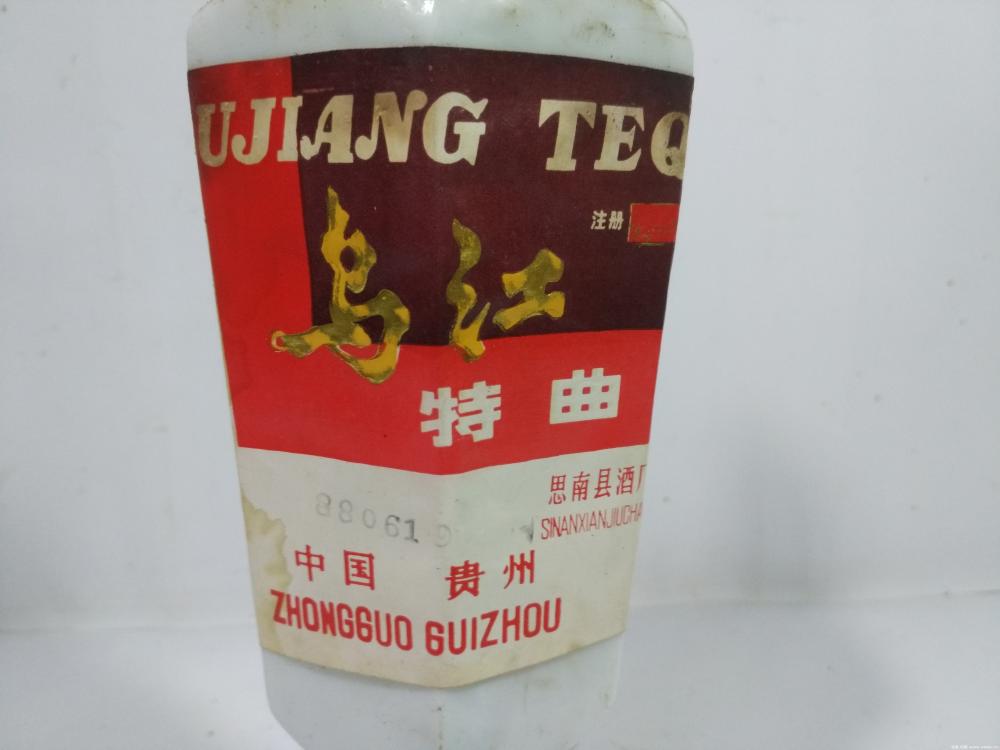 UJIANG TEQ
注册
乌江
特曲
思南县酒厂
SINANXIANJIUCHA
880619
中国 贵州
ZHONGGUO GUIZHOU